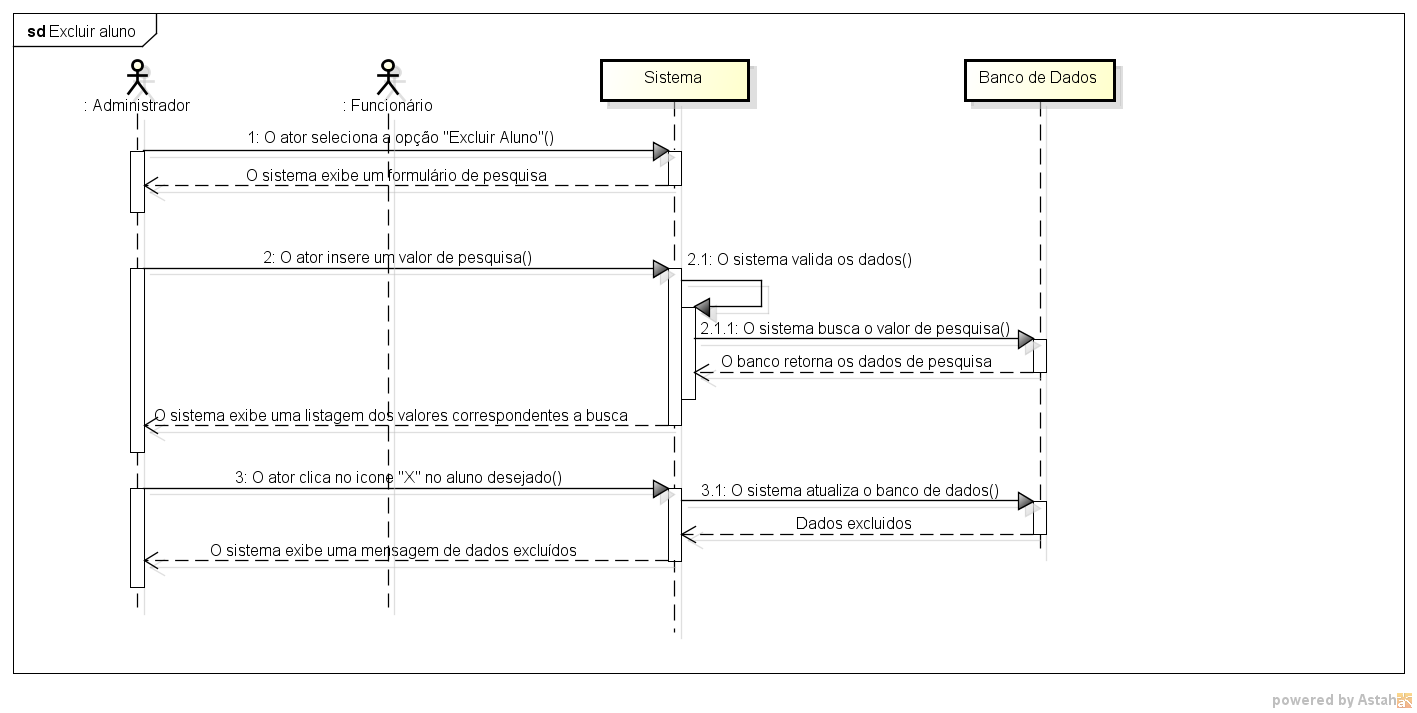 sd Excluir aluno
: Administrador
: Funcionário
Sistema
Banco de Dados
1: O ator seleciona a opção "Excluir Aluno"()
O sistema exibe um formulário de pesquisa
2: O ator insere um valor de pesquisa()
2.1: O sistema valida os dados()
2.1.1: O sistema busca o valor de pesquisa()
O banco retorna os dados de pesquisa
O sistema exibe uma listagem dos valores correspondentes a busca
3: O ator clica no icone "X" no aluno desejado()
3.1: O sistema atualiza o banco de dados()
Dados excluidos
O sistema exibe uma mensagem de dados excluídos
powered by Astah